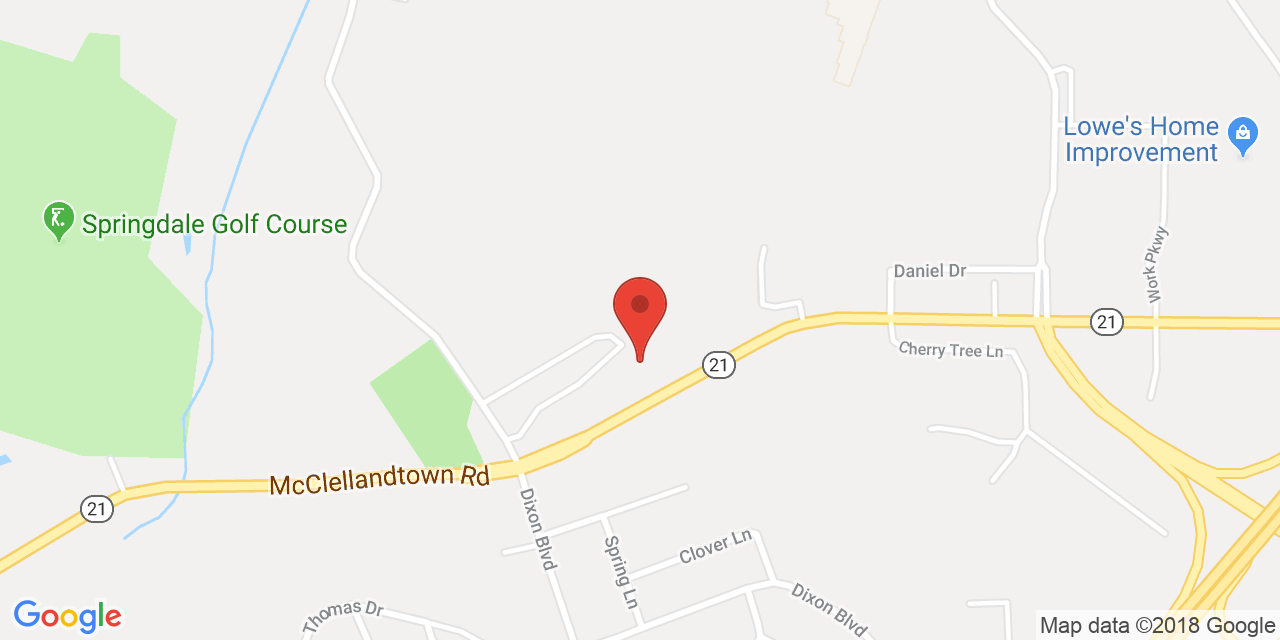 Lowe's Home
Improvement
Springdale Golf Course
Daniel Dr
Work Pkwy
21
21
Cherry Tree Ln
McClellandtown Rd
21
Dixon Blvd
Spring Ln
Clover Ln
Thomas Dr
Dixon Blvd
Google
Map data ©2018 Google